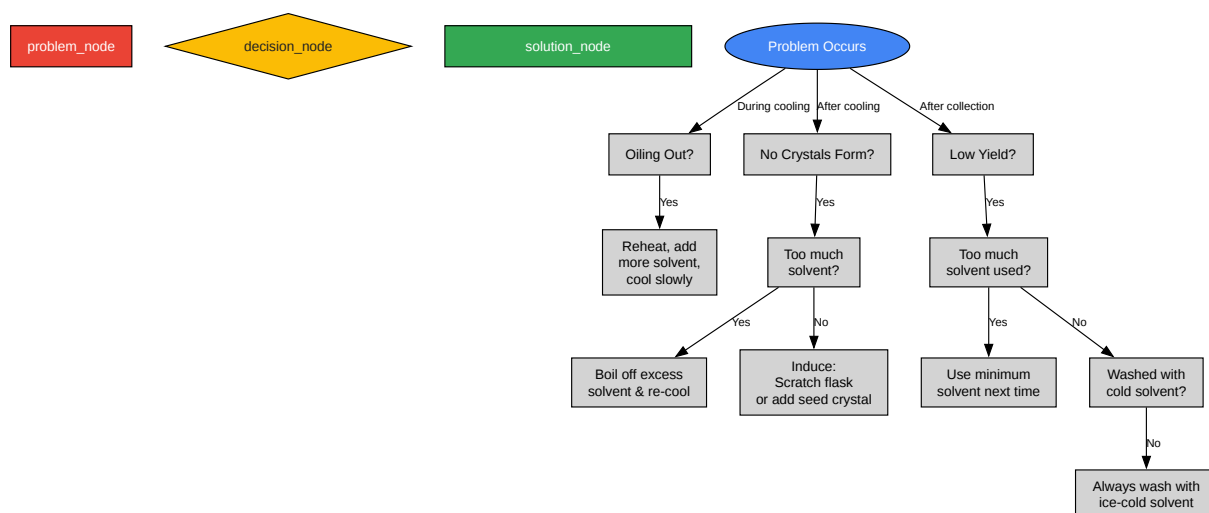 problem_node
decision_node
solution_node
Problem Occurs
During cooling
After cooling
After collection
Oiling Out?
No Crystals Form?
Low Yield?
Yes
Yes
Yes
Reheat, add
more solvent,
cool slowly
Too much
solvent?
Too much
solvent used?
Yes
No
Yes
No
Boil off excess
solvent & re-cool
Induce:
Scratch flask
or add seed crystal
Use minimum
solvent next time
Washed with
cold solvent?
No
Always wash with
ice-cold solvent